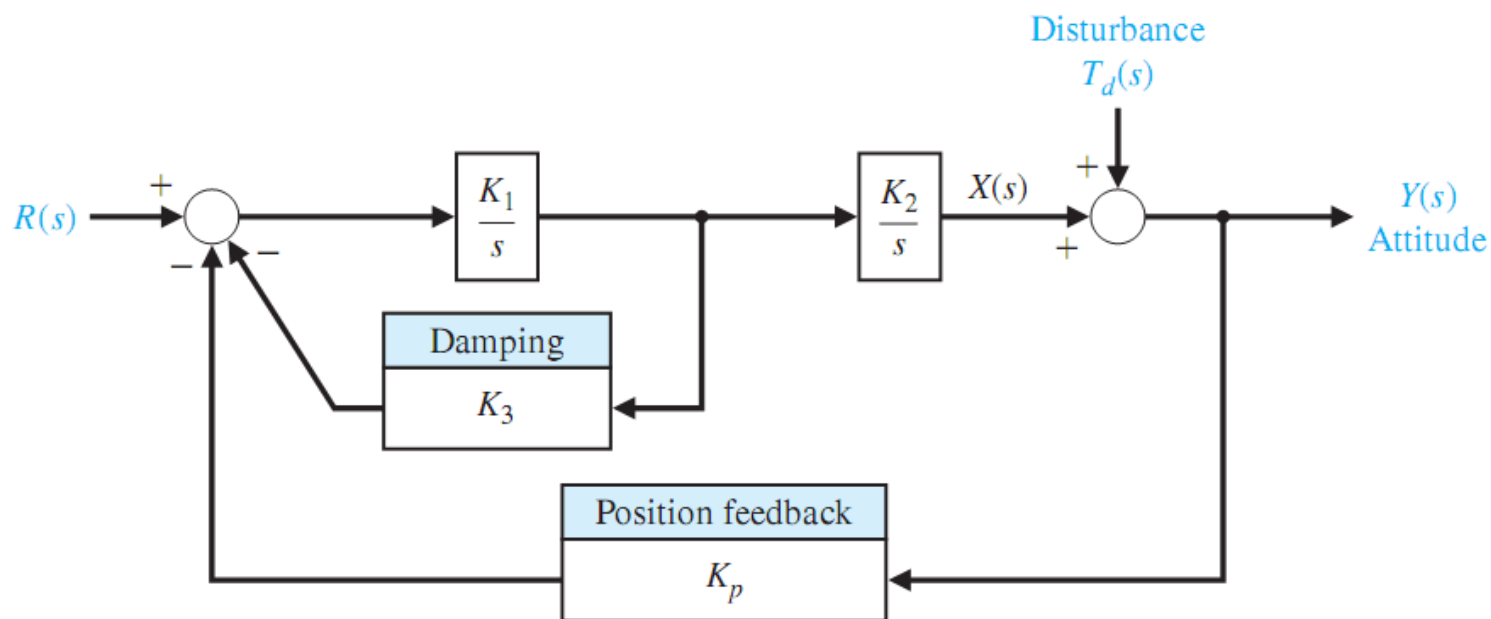 Disturbance
T_d(s)
+
+
K_1
s
K_2
s
X(s)
R(s)
Y(s)
Attitude
−
−
+
Damping
K_3
Position feedback
K_p